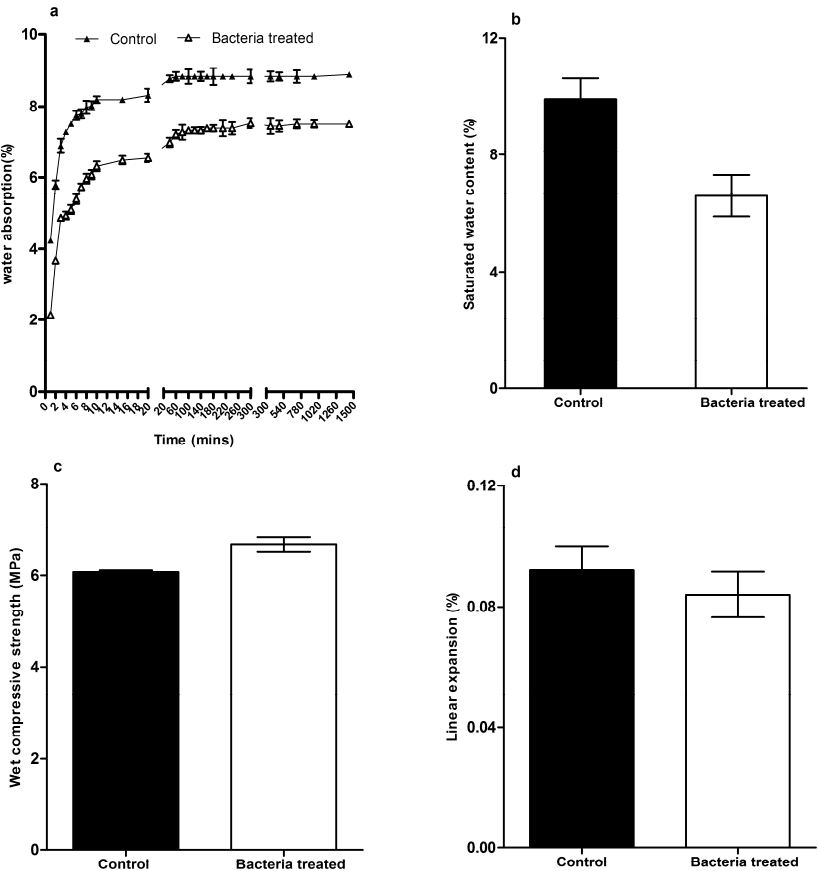 a
Control
Bacteria treated
10
8
6
4
2
0
water absorption(%)
0 2 4 6 8 10 12 14 16 18 20
20 60 100 140 180 220 260 300
300 540 780 1020 1260 1500
Time (mins)
b
12
8
4
0
Saturated water content (%)
Control
Bacteria treated
c
8
6
4
2
0
Wet compressive strength (MPa)
Control
Bacteria treated
d
0.12
0.08
0.04
0.00
Linear expansion (%)
Control
Bacteria treated